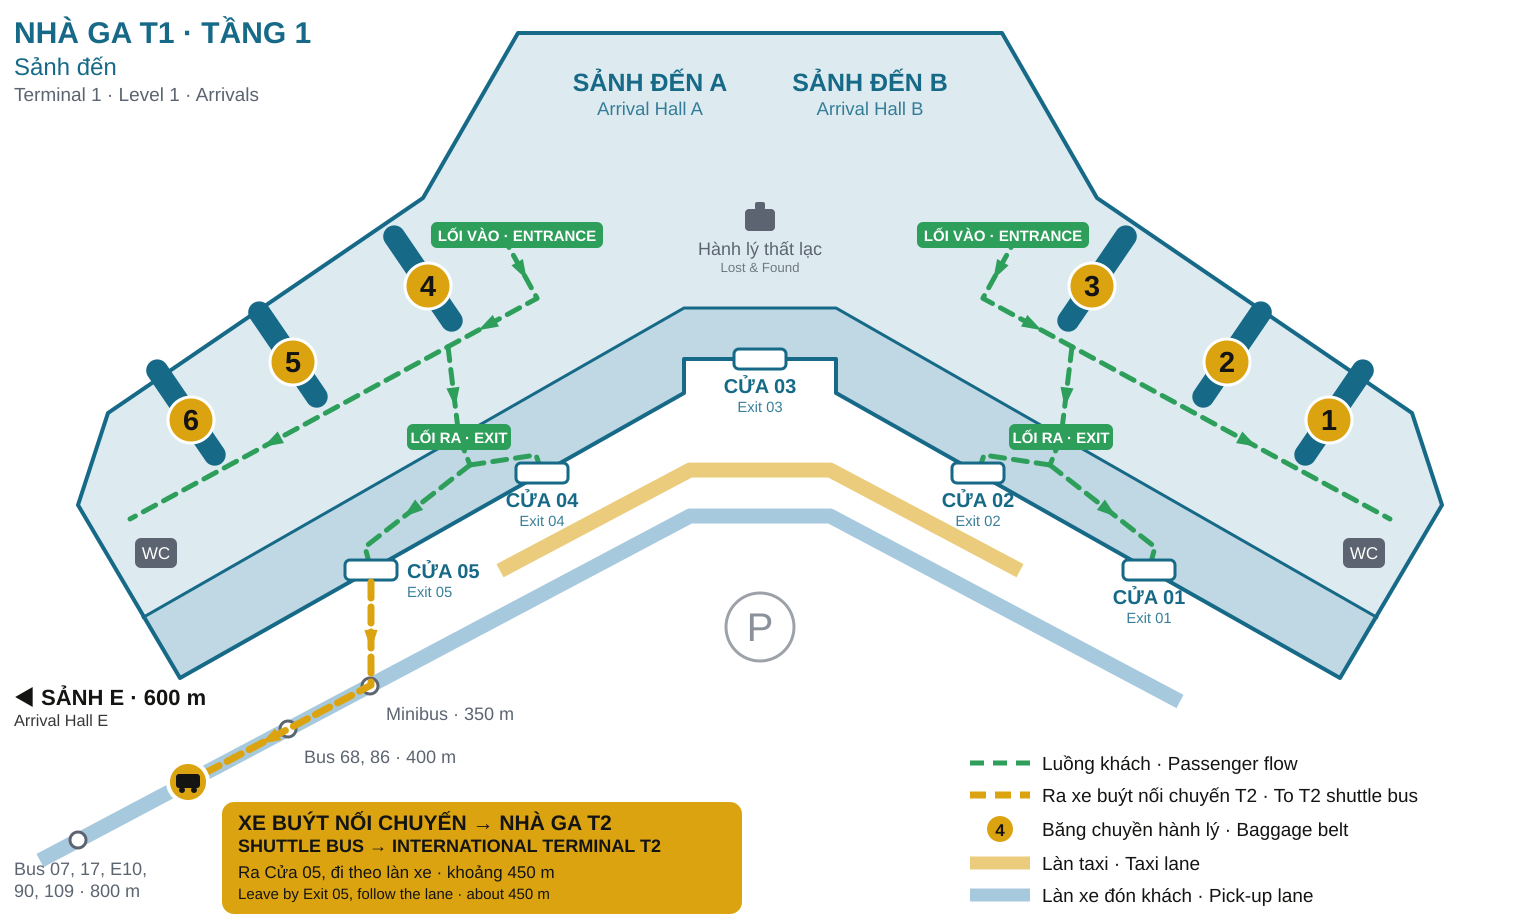 NHÀ GA T1 · TẦNG 1
Sảnh đến
Terminal 1 · Level 1 · Arrivals
SẢNH ĐẾN A
Arrival Hall A
SẢNH ĐẾN B
Arrival Hall B
LỐI VÀO · ENTRANCE
LỐI VÀO · ENTRANCE
Hành lý thất lạc
Lost & Found
4
3
5
2
6
1
CỬA 03
Exit 03
LỐI RA · EXIT
LỐI RA · EXIT
CỬA 04
Exit 04
CỬA 02
Exit 02
WC
WC
CỬA 05
Exit 05
CỬA 01
Exit 01
P
SẢNH E · 600 m
Arrival Hall E
Minibus · 350 m
Bus 68, 86 · 400 m
Bus 07, 17, E10,
90, 109 · 800 m
XE BUÝT NỐI CHUYẾN → NHÀ GA T2
SHUTTLE BUS → INTERNATIONAL TERMINAL T2
Ra Cửa 05, đi theo làn xe · khoảng 450 m
Leave by Exit 05, follow the lane · about 450 m
Luồng khách · Passenger flow
Ra xe buýt nối chuyến T2 · To T2 shuttle bus
4 Băng chuyền hành lý · Baggage belt
Làn taxi · Taxi lane
Làn xe đón khách · Pick-up lane